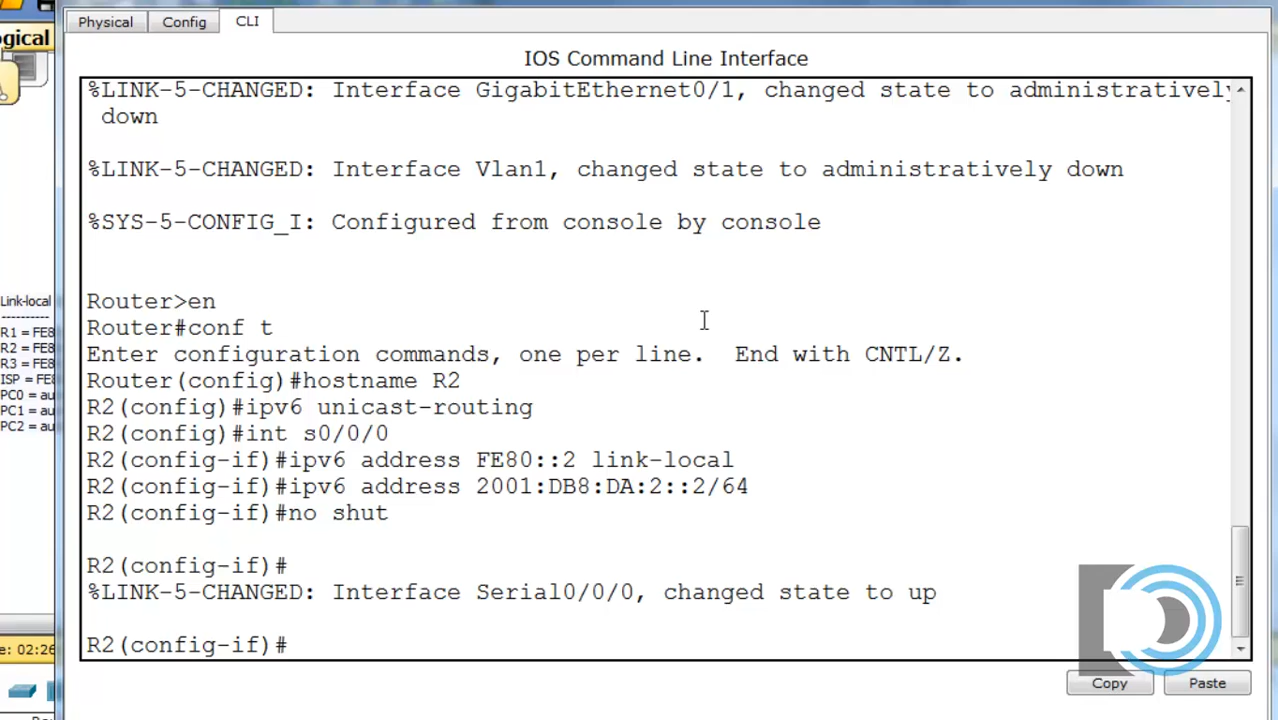 Physical
Config
CLI
ogical
IOS Command Line Interface
%LINK-5-CHANGED: Interface GigabitEthernet0/1, changed state to administratively
down
%LINK-5-CHANGED: Interface Vlan1, changed state to administratively down
%SYS-5-CONFIG_I: Configured from console by console
Router>en
Router#conf t
Enter configuration commands, one per line.  End with CNTL/Z.
Router(config)#hostname R2
R2(config)#ipv6 unicast-routing
R2(config)#int s0/0/0
R2(config-if)#ipv6 address FE80::2 link-local
R2(config-if)#ipv6 address 2001:DB8:DA:2::2/64
R2(config-if)#no shut
R2(config-if)#
%LINK-5-CHANGED: Interface Serial0/0/0, changed state to up
R2(config-if)#
Link-local
----------
R1 = FE8
R2 = FE8
R3 = FE8
ISP = FE8
PC0 = au
PC1 = au
PC2 = au
e: 02:26
Copy
Paste